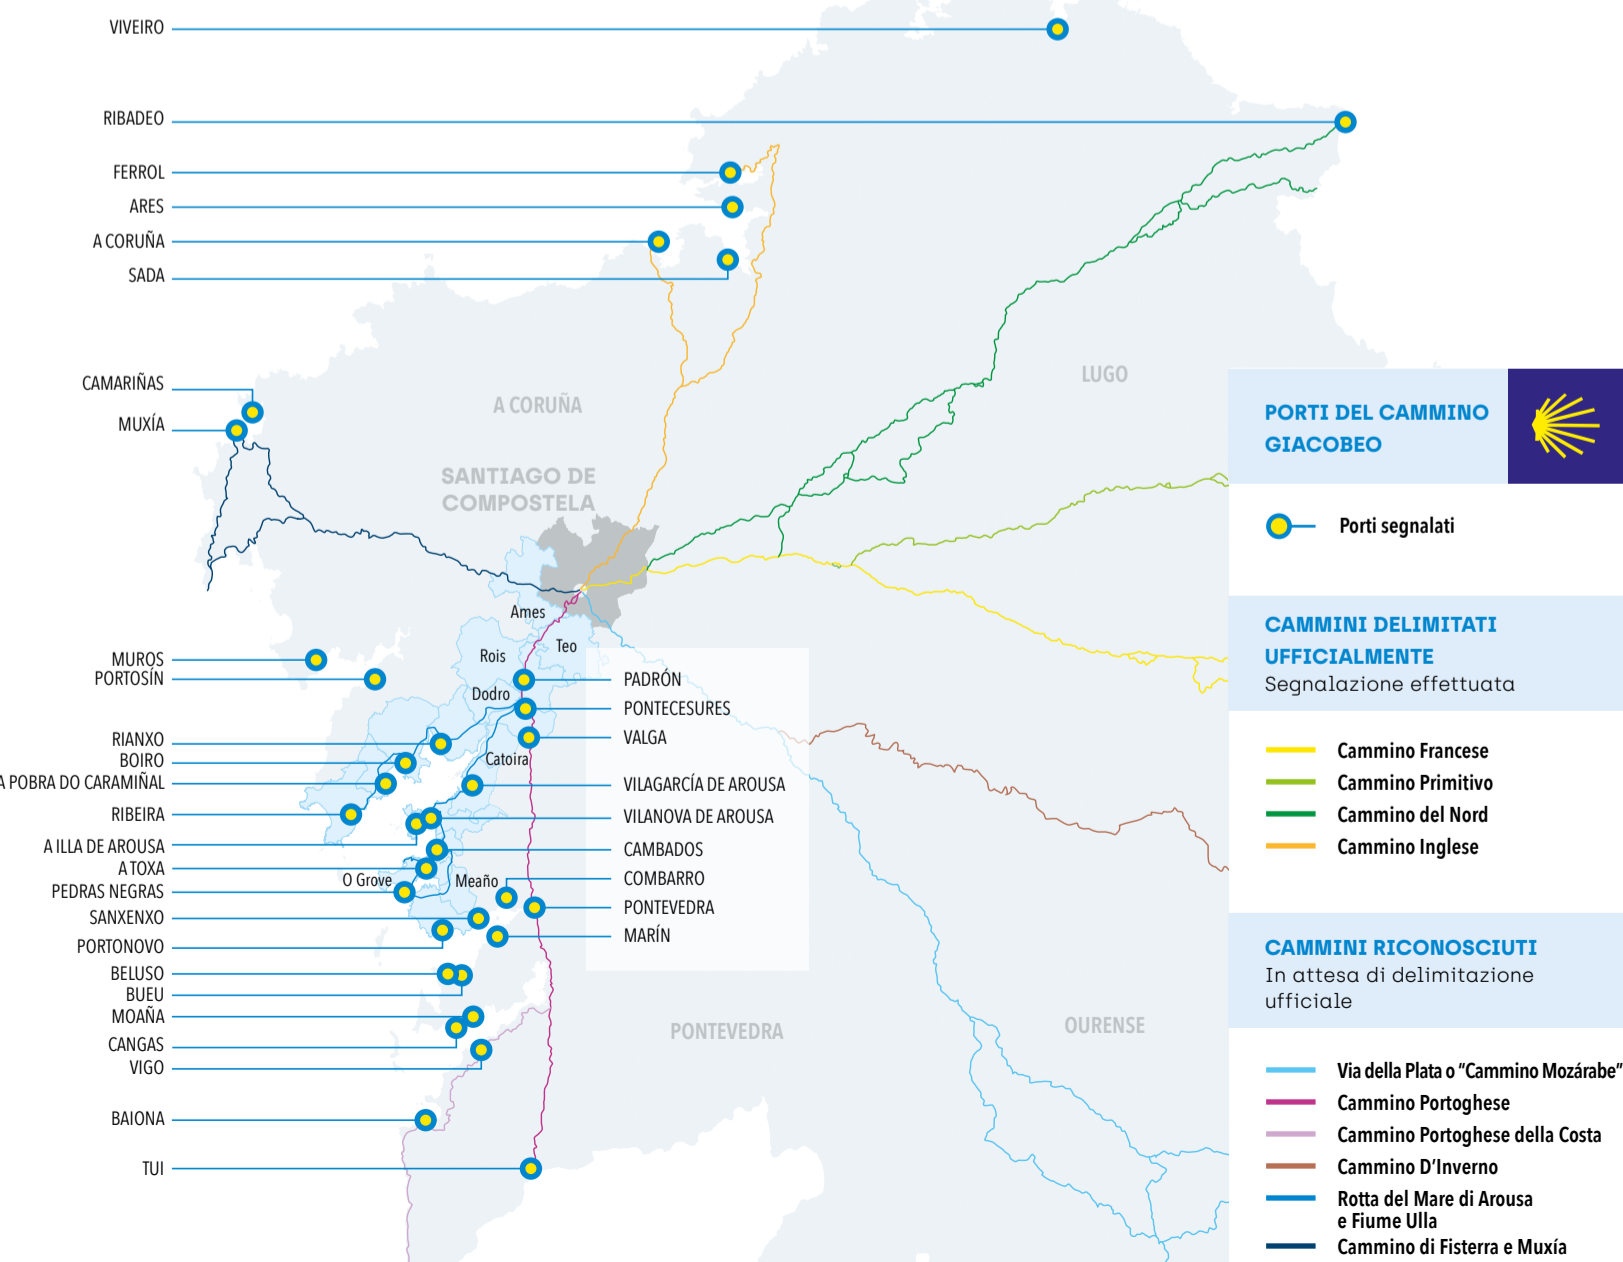 VIVEIRO
RIBADEO
FERROL
ARES
A CORUÑA
SADA
CAMARIÑAS
MUXÍA
A CORUÑA
LUGO
SANTIAGO DE
COMPOSTELA
Ames
Teo
Rois
Dodro
Catoira
O Grove
Meaño
MUROS
PORTOSÍN
RIANXO
BOIRO
A POBRA DO CARAMIÑAL
RIBEIRA
A ILLA DE AROUSA
A TOXA
PEDRAS NEGRAS
SANXENXO
PORTONOVO
BELUSO
BUEU
MOAÑA
CANGAS
VIGO
BAIONA
TUI
PADRÓN
PONTECESURES
VALGA
VILAGARCÍA DE AROUSA
VILANOVA DE AROUSA
CAMBADOS
COMBARRO
PONTEVEDRA
MARÍN
PONTEVEDRA
OURENSE
PORTI DEL CAMMINO
GIACOBEO
Porti segnalati
CAMMINI DELIMITATI
UFFICIALMENTE
Segnalazione effettuata
Cammino Francese
Cammino Primitivo
Cammino del Nord
Cammino Inglese
CAMMINI RICONOSCIUTI
In attesa di delimitazione
ufficiale
Via della Plata o “Cammino Mozárabe”
Cammino Portoghese
Cammino Portoghese della Costa
Cammino D’Inverno
Rotta del Mare di Arousa
e Fiume Ulla
Cammino di Fisterra e Muxía